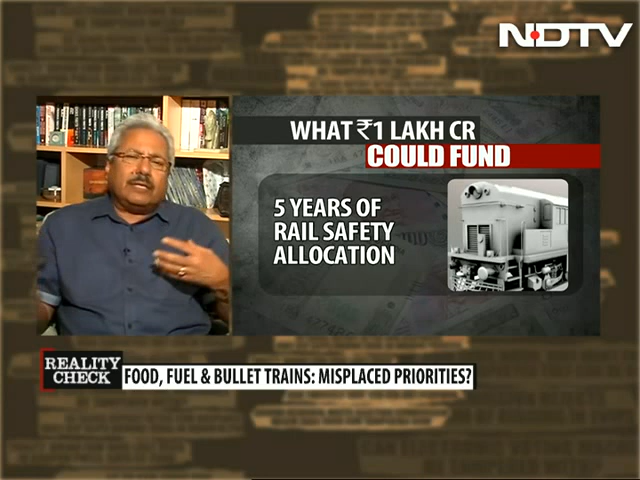 NDTV
WHAT ₹1 LAKH CR
COULD FUND
5 YEARS OF
RAIL SAFETY
ALLOCATION
REALITY
CHECK
FOOD, FUEL & BULLET TRAINS: MISPLACED PRIORITIES?